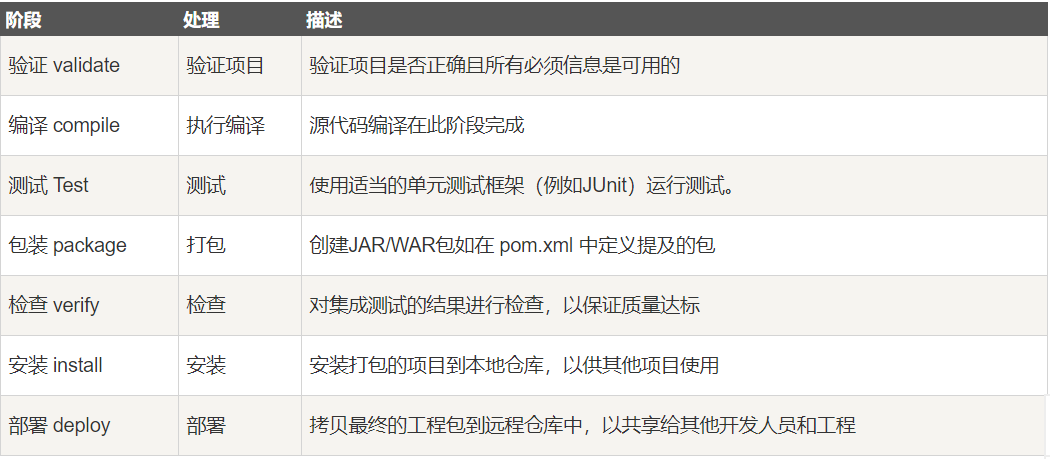 阶段 处理 描述
验证 validate 验证项目 验证项目是否正确且所有必须信息是可用的
编译 compile 执行编译 源代码编译在此阶段完成
测试 Test 测试 使用适当的单元测试框架（例如JUnit）运行测试。
包装 package 打包 创建JAR/WAR包如在 pom.xml 中定义提及的包
检查 verify 检查 对集成测试的结果进行检查，以保证质量达标
安装 install 安装 安装打包的项目到本地仓库，以供其他项目使用
部署 deploy 部署 拷贝最终的工程包到远程仓库中，以共享给其他开发人员和工程